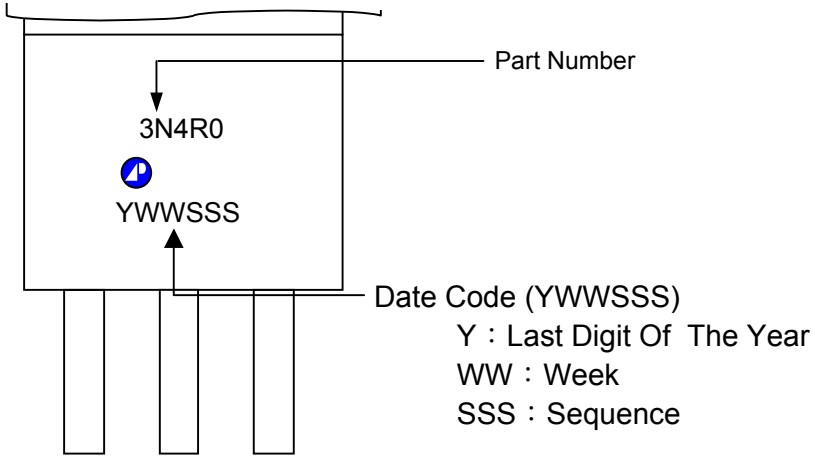 Part Number
3N4R0
YWWSSS
Date Code (YWWSSS)
Y：Last Digit Of The Year
WW：Week
SSS：Sequence